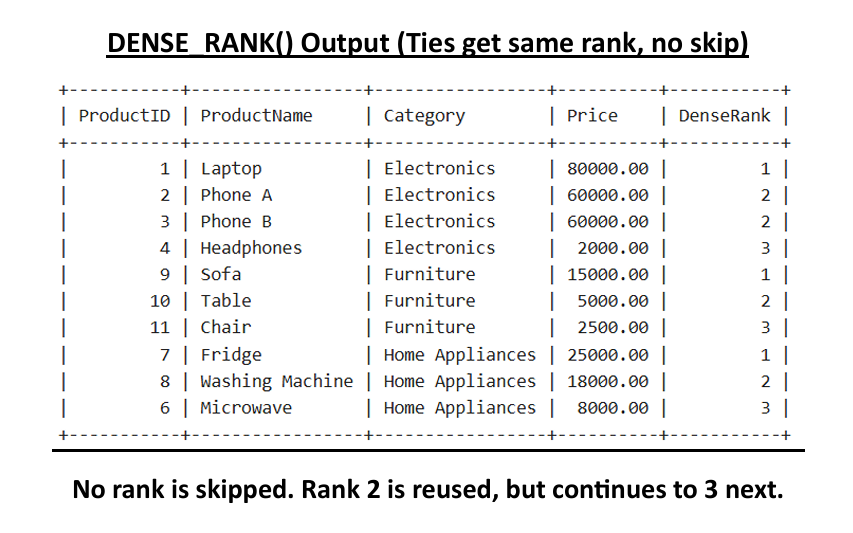 DENSE_RANK() Output (Ties get same rank, no skip)
+-----------+-----------------+-----------------+----------+-----------+
| ProductID | ProductName     | Category        | Price    | DenseRank |
+-----------+-----------------+-----------------+----------+-----------+
|         1 | Laptop          | Electronics     | 80000.00 |         1 |
|         2 | Phone A         | Electronics     | 60000.00 |         2 |
|         3 | Phone B         | Electronics     | 60000.00 |         2 |
|         4 | Headphones      | Electronics     |  2000.00 |         3 |
|         9 | Sofa            | Furniture       | 15000.00 |         1 |
|        10 | Table           | Furniture       |  5000.00 |         2 |
|        11 | Chair           | Furniture       |  2500.00 |         3 |
|         7 | Fridge          | Home Appliances | 25000.00 |         1 |
|         8 | Washing Machine | Home Appliances | 18000.00 |         2 |
|         6 | Microwave       | Home Appliances |  8000.00 |         3 |
+-----------+-----------------+-----------------+----------+-----------+
No rank is skipped. Rank 2 is reused, but continues to 3 next.